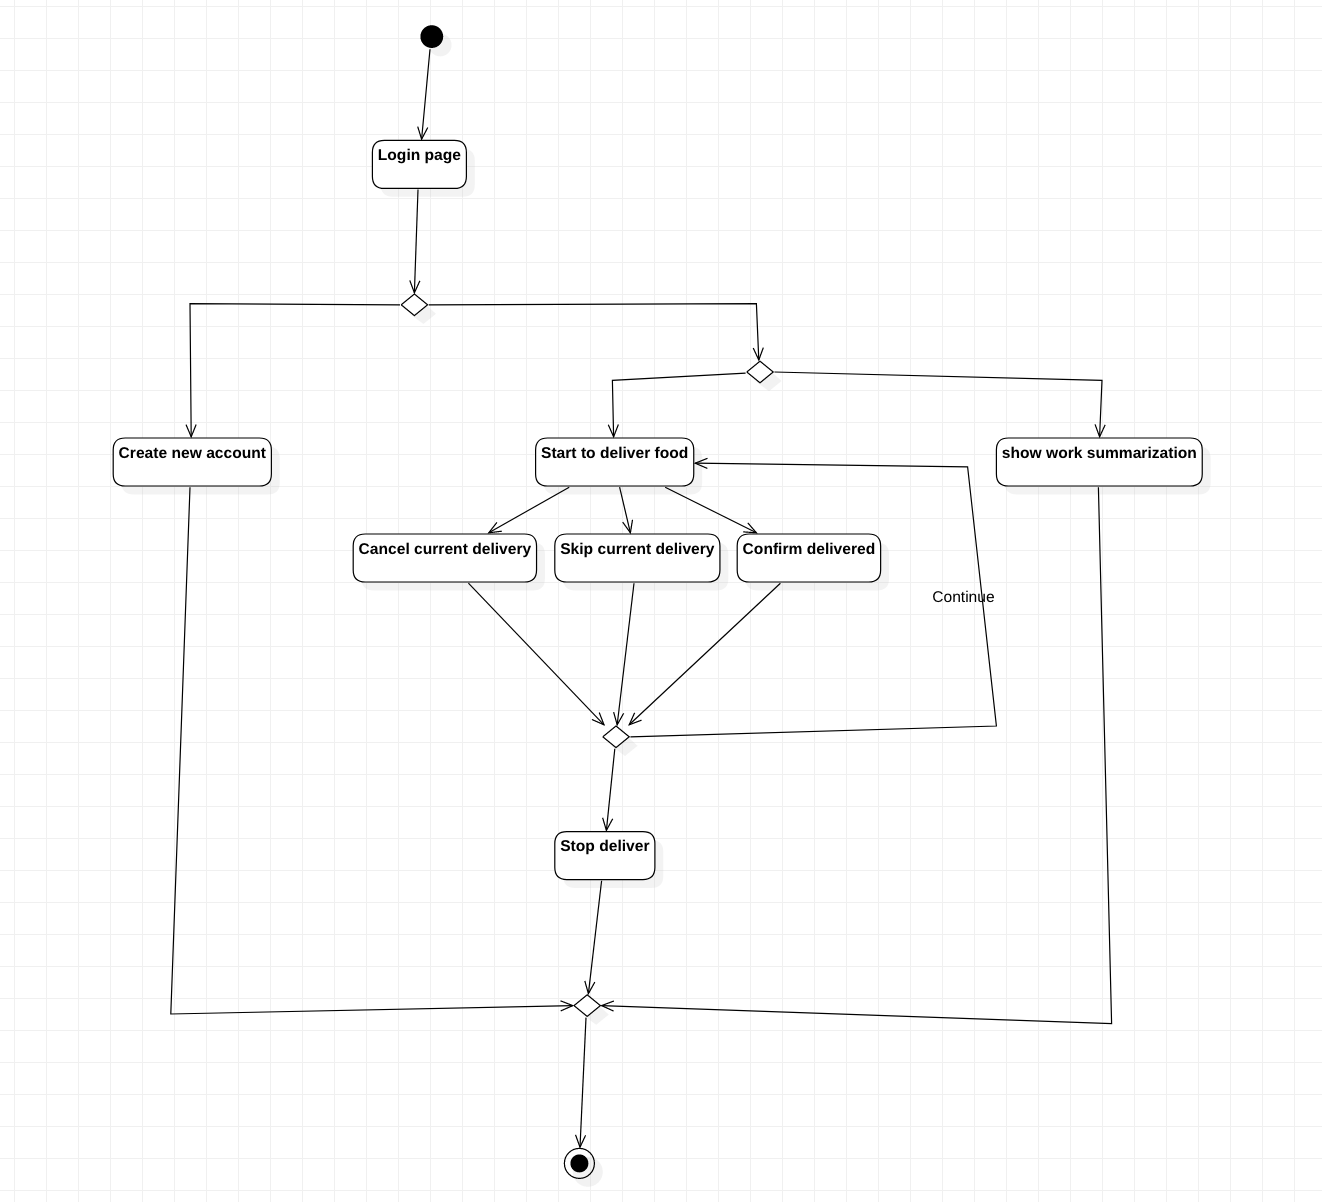 Login page
Create new account
Start to deliver food
show work summarization
Cancel current delivery
Skip current delivery
Confirm delivered
Continue
Stop deliver